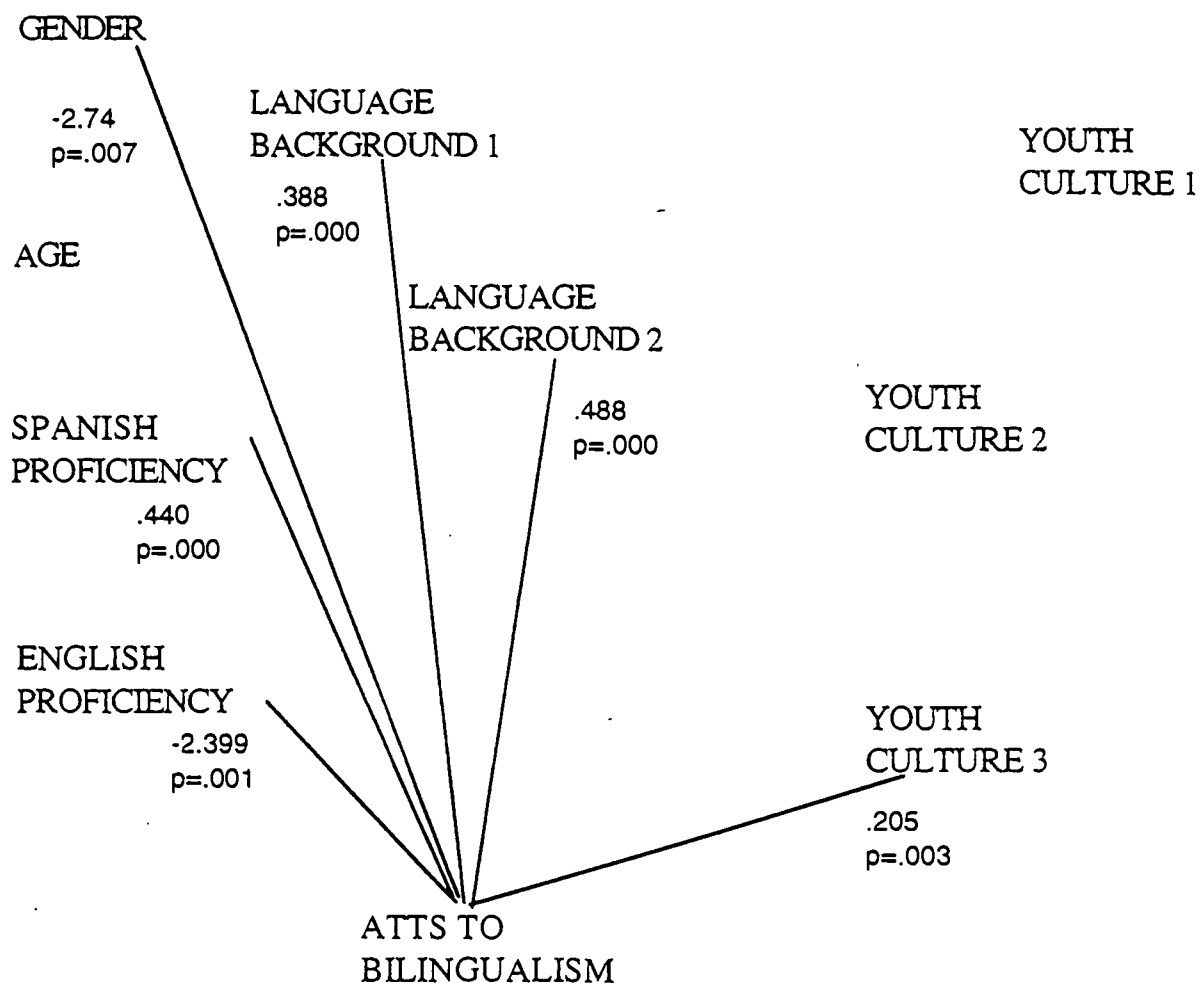 GENDER
-2.74
p=.007
LANGUAGE
BACKGROUND 1
.388
p=.000
YOUTH
CULTURE 1
AGE
LANGUAGE
BACKGROUND 2
.488
p=.000
YOUTH
CULTURE 2
SPANISH
PROFICIENCY
.440
p=.000
ENGLISH
PROFICIENCY
-2.399
p=.001
YOUTH
CULTURE 3
.205
p=.003
ATTS TO
BILINGUALISM